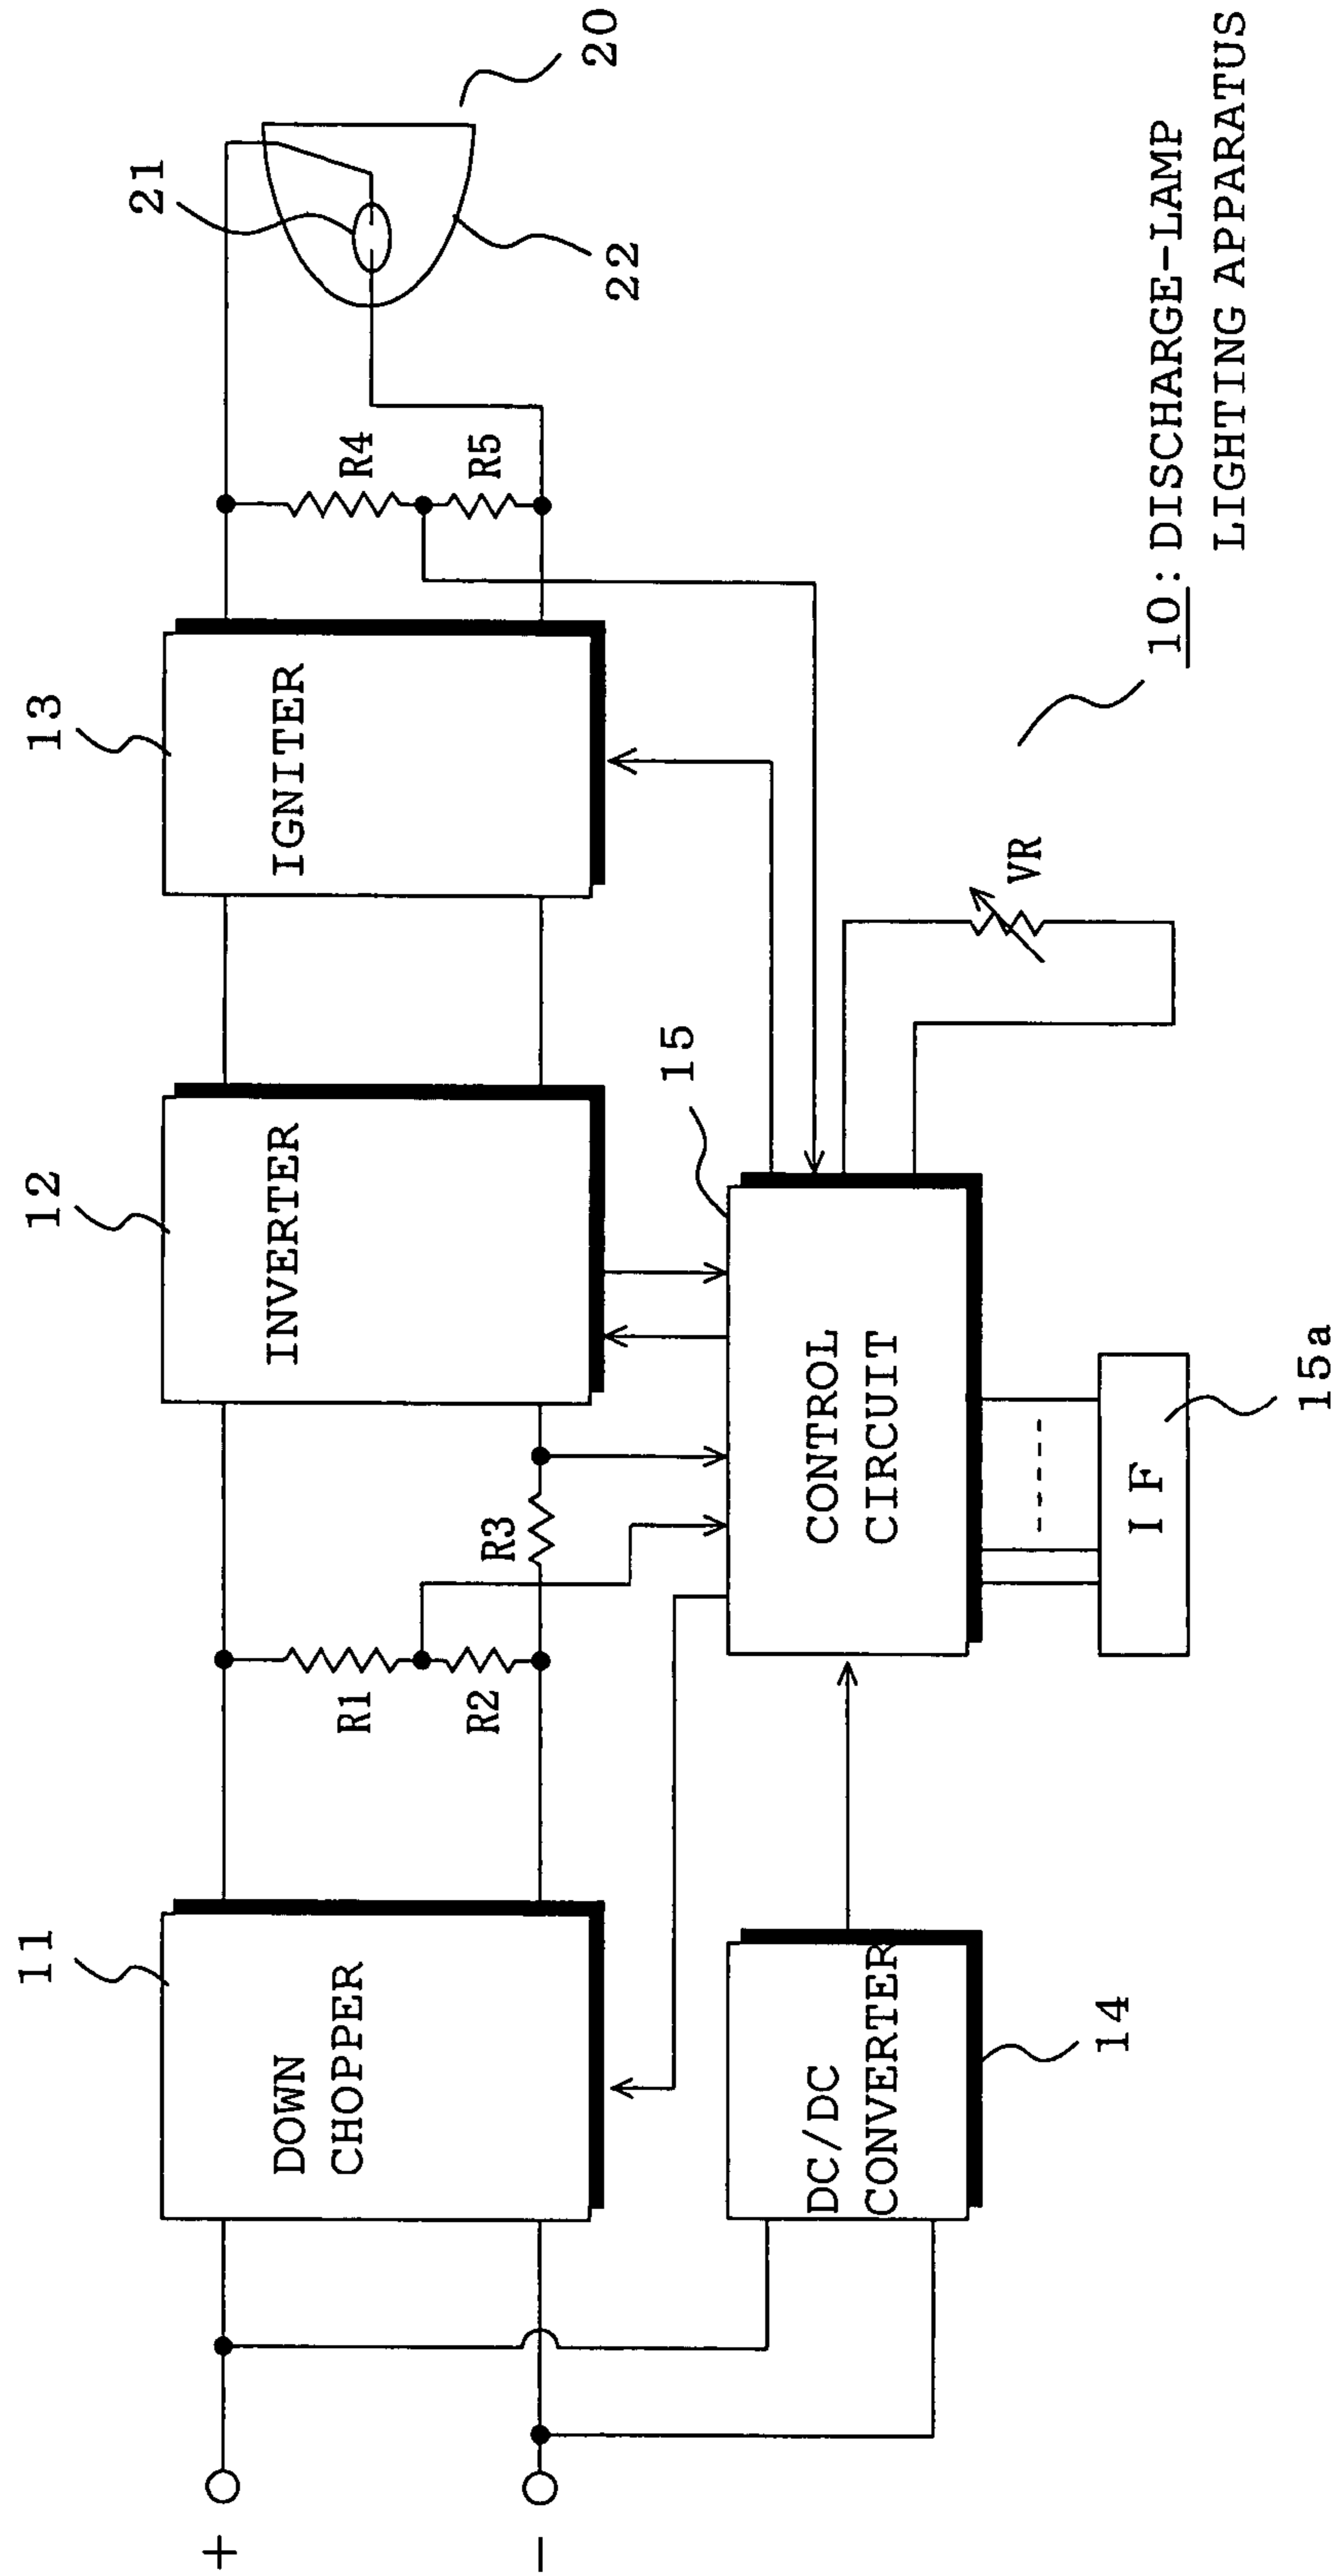 11
12
13
21
20
22
DOWN
CHOPPER
INVERTER
IGNITER
R1
R2
R3
R4
R5
+
-
15
DC/DC
CONVERTER
CONTROL
CIRCUIT
VR
14
IF
15a
10: DISCHARGE-LAMP
LIGHTING APPARATUS